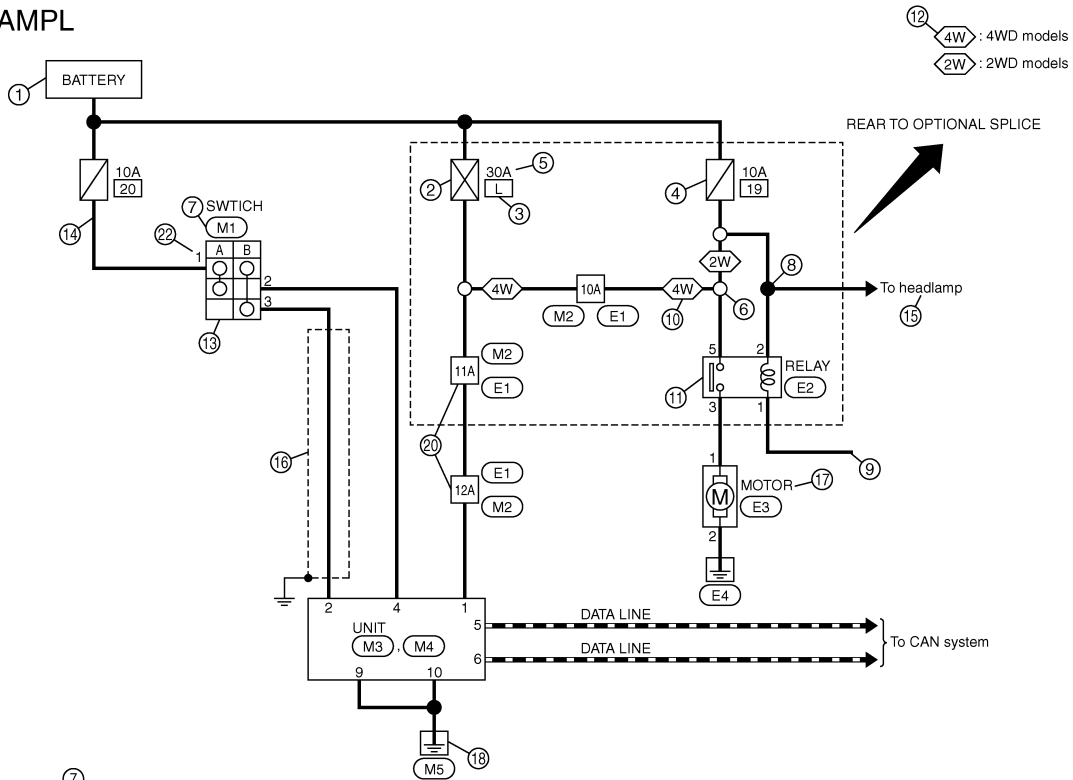 AMPL
12
4W : 4WD models
2W : 2WD models
1 BATTERY
REAR TO OPTIONAL SPLICE
10A
20
2
30A 5
L
3
4
10A
19
7 SWTICH
M1
14
22
1
A B
2
3
13
2W
8
4W
10A
4W
6
To headlamp
15
M2
E1
10
5
2
RELAY
E2
11
3
1
M2
11A
E1
20
9
16
E1
12A
M2
1
MOTOR 17
M
E3
2
E4
2
4
1
UNIT
M3 , M4
5
DATA LINE
6
DATA LINE
To CAN system
9
10
18
M5
7